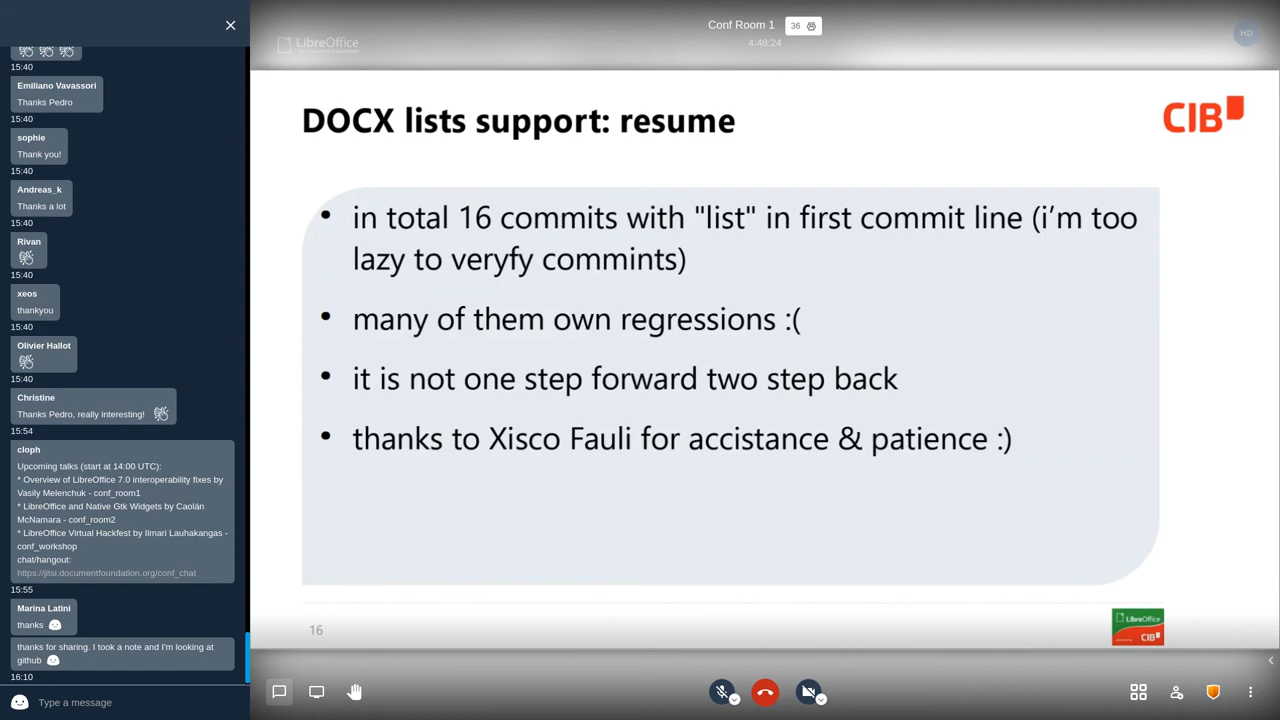 15:40
Emiliano Vavassori
Thanks Pedro
15:40
sophie
Thank you!
15:40
Andreas_k
Thanks a lot
15:40
Rivan
15:40
xeos
thankyou
15:40
Olivier Hallot
15:40
Christine
Thanks Pedro, really interesting!
15:54
cloph
Upcoming talks (start at 14:00 UTC):
* Overview of LibreOffice 7.0 interoperability fixes by
Vasily Melenchuk - conf_room1
* LibreOffice and Native Gtk Widgets by Caolán
McNamara - conf_room2
* LibreOffice Virtual Hackfest by Ilmari Lauhakangas -
conf_workshop
chat/hangout:
https://jitsi.documentfoundation.org/conf_chat
15:55
Marina Latini
thanks
thanks for sharing. I took a note and I'm looking at
github
16:10
Type a message
Conf Room 1
36
4:48:24
HD
LibreOffice
DOCX lists support: resume
CIB
• in total 16 commits with "list" in first commit line (i'm too
lazy to veryfy commints)
• many of them own regressions :(
• it is not one step forward two step back
• thanks to Xisco Fauli for accistance & patience :)
16
LibreOffice
CIB